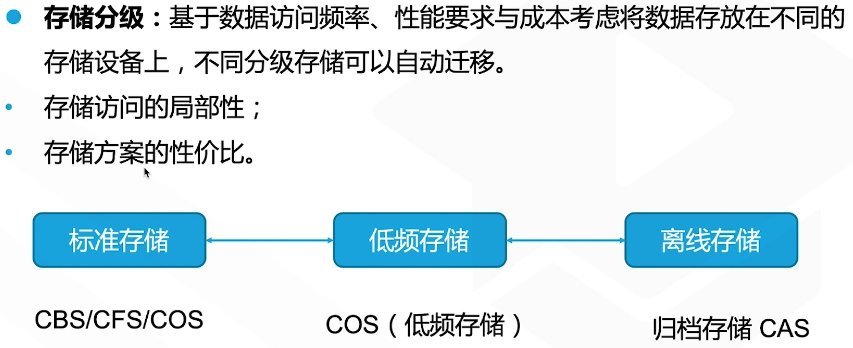 存储分级：基于数据访问频率、性能要求与成本考虑将数据存放在不同的
存储设备上，不同分级存储可以自动迁移。
存储访问的局部性；
存储方案的性价比。
标准存储
低频存储
离线存储
CBS/CFS/COS
COS（低频存储）
归档存储 CAS